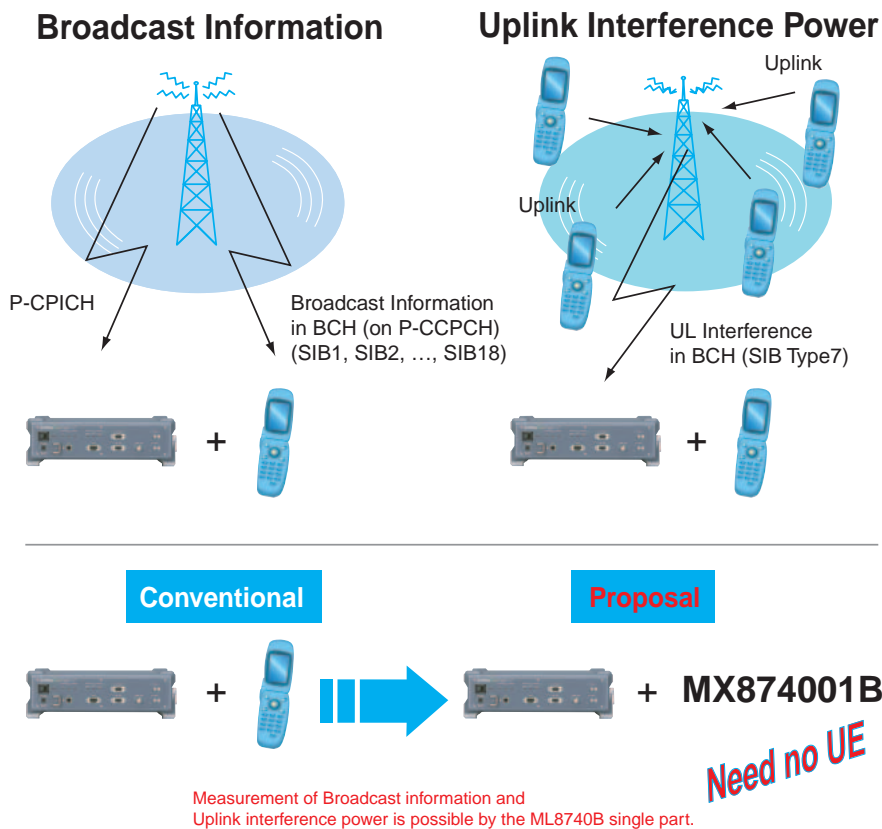 Broadcast Information
Uplink Interference Power
Uplink
Uplink
P-CPICH
Broadcast Information
in BCH (on P-CCPCH)
(SIB1, SIB2, …, SIB18)
UL Interference
in BCH (SIB Type7)
+
+
Conventional
Proposal
+
+ MX874001B
Need no UE
Measurement of Broadcast information and
Uplink interference power is possible by the ML8740B single part.